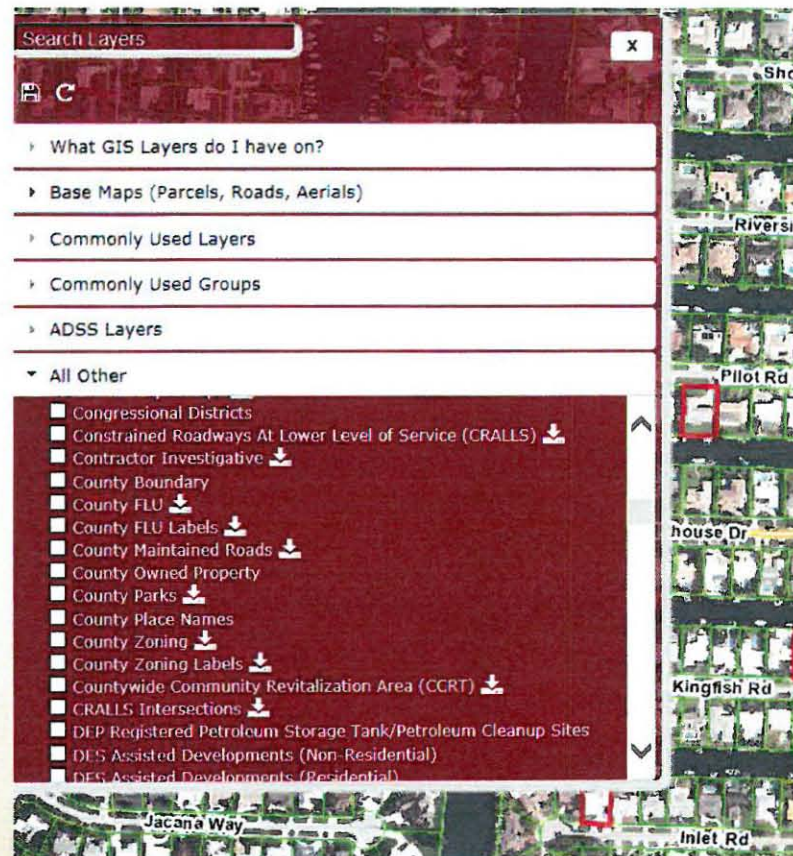 Search Layers
X
What GIS Layers do I have on?
Base Maps (Parcels, Roads, Aerials)
Commonly Used Layers
Commonly Used Groups
ADSS Layers
All Other
Congressional Districts
Constrained Roadways At Lower Level of Service (CRALLS)
Contractor Investigative
County Boundary
County FLU
County FLU Labels
County Maintained Roads
County Owned Property
County Parks
County Place Names
County Zoning
County Zoning Labels
Countywide Community Revitalization Area (CCRT)
CRALLS Intersections
DEP Registered Petroleum Storage Tank/Petroleum Cleanup Sites
DES Assisted Developments (Non-Residential)
DES Assisted Developments (Residential)
Sho
Riversi
Pilot Rd
house Dr
Kingfish Rd
Jacana Way
Inlet Rd